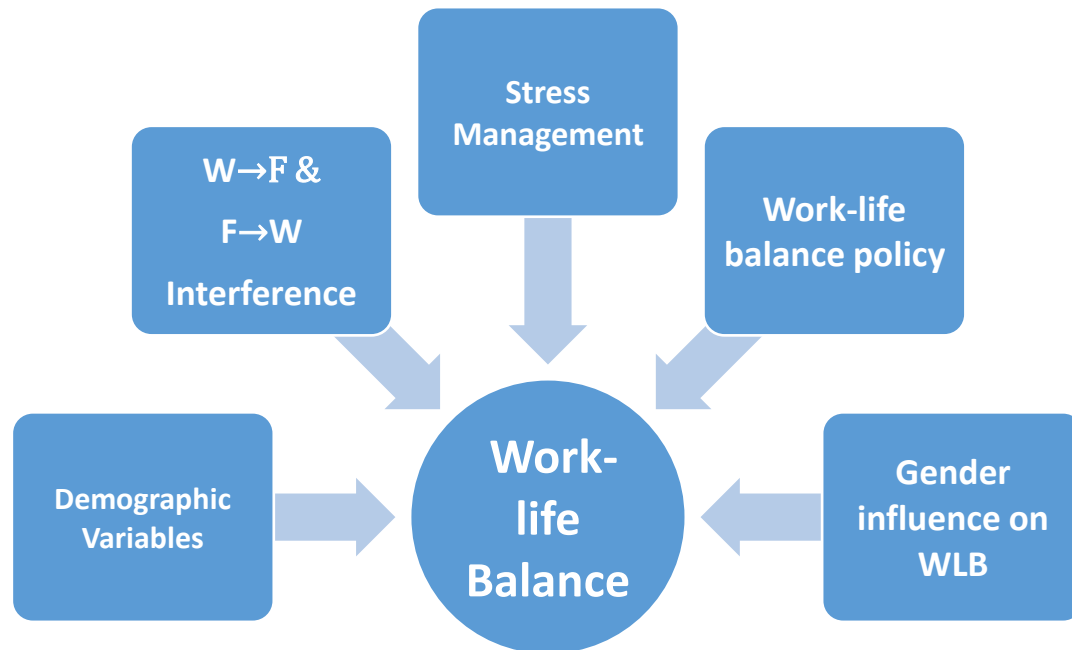 Stress
Management
W→F &
F→W
Interference
Work-life
balance policy
Demographic
Variables
Work-
life
Balance
Gender
influence on
WLB